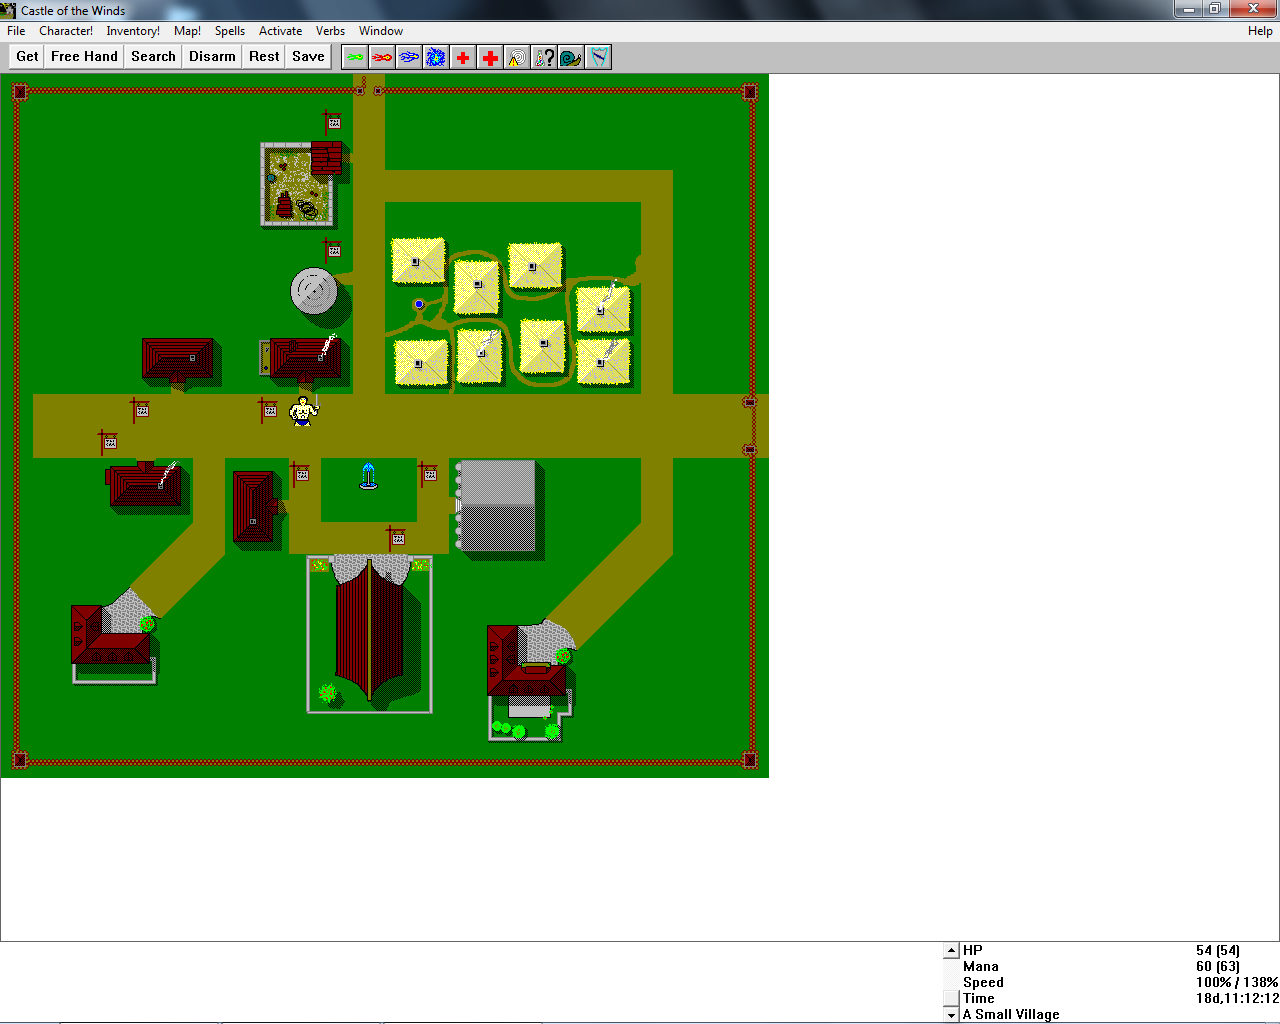 Castle of the Winds
File Character! Inventory! Map! Spells Activate Verbs Window Help
Get Free Hand Search Disarm Rest Save
HP 54 (54)
Mana 60 (63)
Speed 100% / 138%
Time 18d,11:12:12
A Small Village